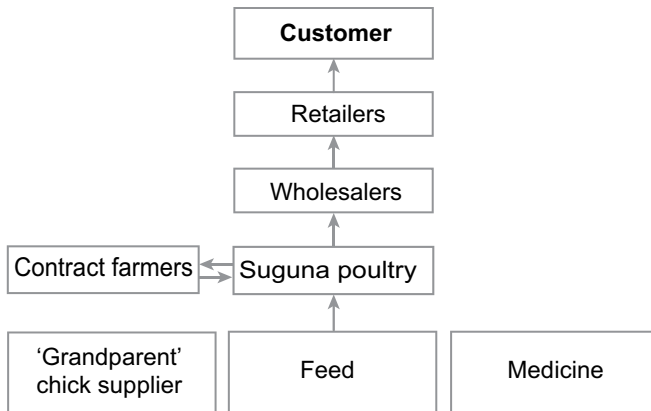 Customer
Retailers
Wholesalers
Contract farmers
Suguna poultry
‘Grandparent’
chick supplier
Feed
Medicine